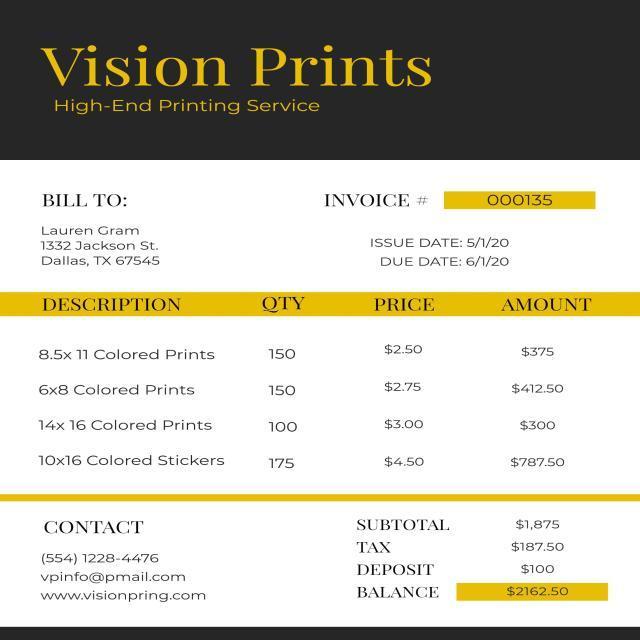 Vision Prints
High-End Printing Service
BILL TO:
INVOICE # 000135
Lauren Gram
1332 Jackson St.
Dallas, TX 67545
ISSUE DATE: 5/1/20
DUE DATE: 6/1/20
DESCRIPTION QTY PRICE AMOUNT
8.5x 11 Colored Prints 150 $2.50 $375
6x8 Colored Prints 150 $2.75 $412.50
14x 16 Colored Prints 100 $3.00 $300
10x16 Colored Stickers 175 $4.50 $787.50
CONTACT
(554) 1228-4476
vpinfo@pmail.com
www.visionpring.com
SUBTOTAL $1,875
TAX $187.50
DEPOSIT $100
BALANCE $2162.50